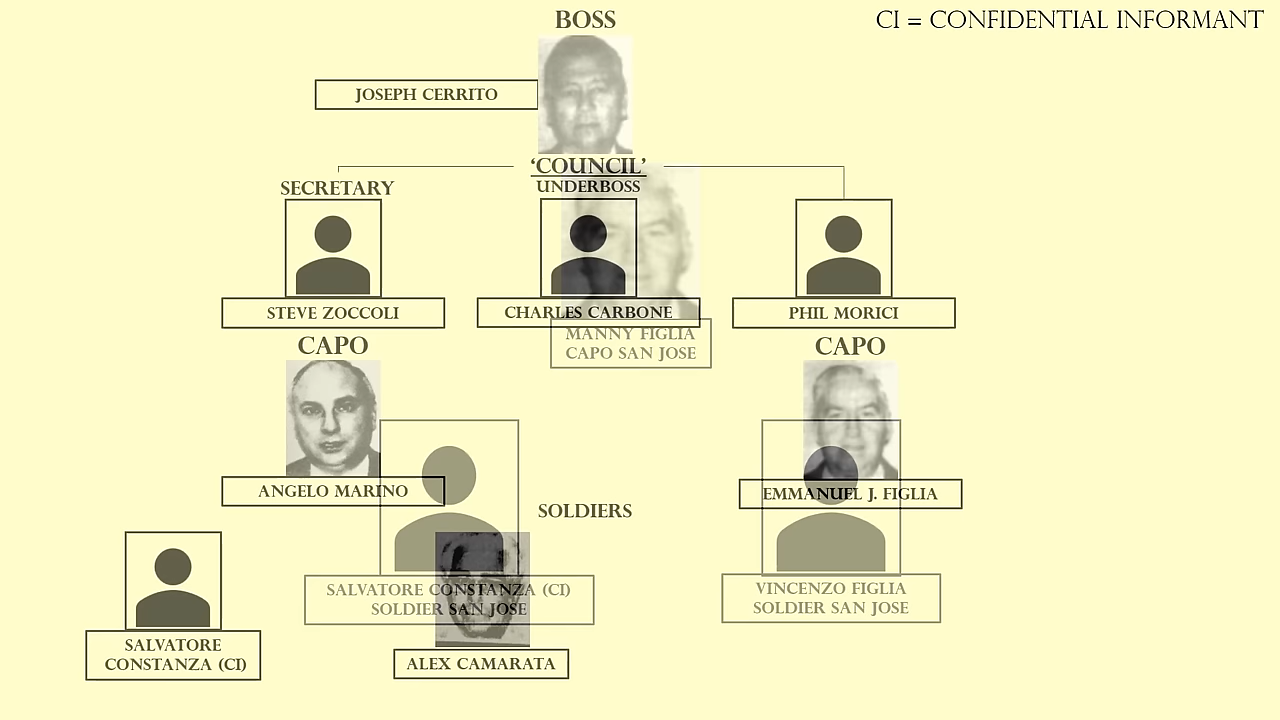 BOSS
CI = CONFIDENTIAL INFORMANT
JOSEPH CERRITO
'COUNCIL'
SECRETARY
UNDERBOSS
STEVE ZOCCOLI
CHARLES CARBONE
PHIL MORICI
MANNY FIGLIA
CAPO SAN JOSE
CAPO
CAPO
ANGELO MARINO
EMMANUEL J. FIGLIA
SOLDIERS
SALVATORE CONSTANZA (CI)
SOLDIER SAN JOSE
VINCENZO FIGLIA
SOLDIER SAN JOSE
SALVATORE
CONSTANZA (CI)
ALEX CAMARATA